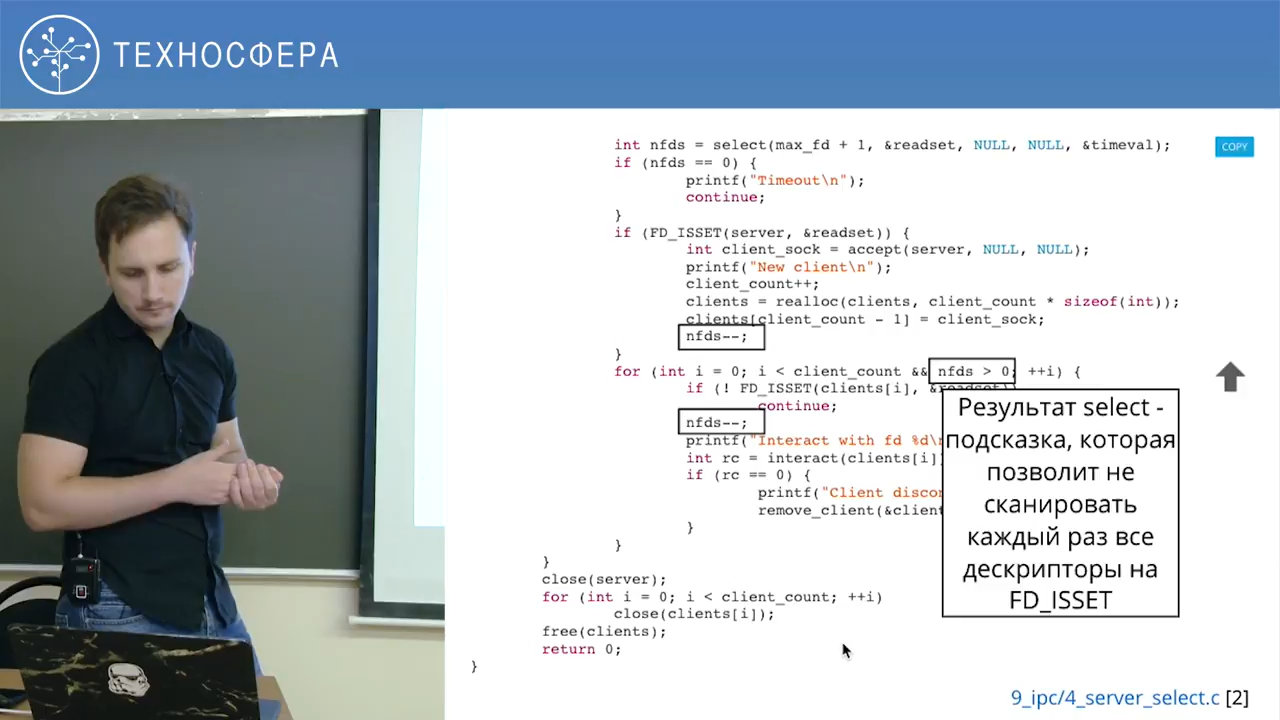 ТЕХНОСФЕРА
int nfds = select(max_fd + 1, &readset, NULL, NULL, &timeval);
COPY
if (nfds == 0) {
printf("Timeout\n");
continue;
}
if (FD_ISSET(server, &readset)) {
int client_sock = accept(server, NULL, NULL);
printf("New client\n");
client_count++;
clients = realloc(clients, client_count * sizeof(int));
clients[client_count - 1] = client_sock;
nfds--;
}
for (int i = 0; i < client_count && nfds > 0; ++i) {
if (! FD_ISSET(clients[i], &readset))
continue;
nfds--;
printf("Interact with fd %d\n
int rc = interact(clients[i]
if (rc == 0) {
printf("Client discon
remove_client(&client
}
}
}
close(server);
for (int i = 0; i < client_count; ++i)
close(clients[i]);
free(clients);
return 0;
}
Результат select -
подсказка, которая
позволит не
сканировать
каждый раз все
дескрипторы на
FD_ISSET
9_ipc/4_server_select.c [2]